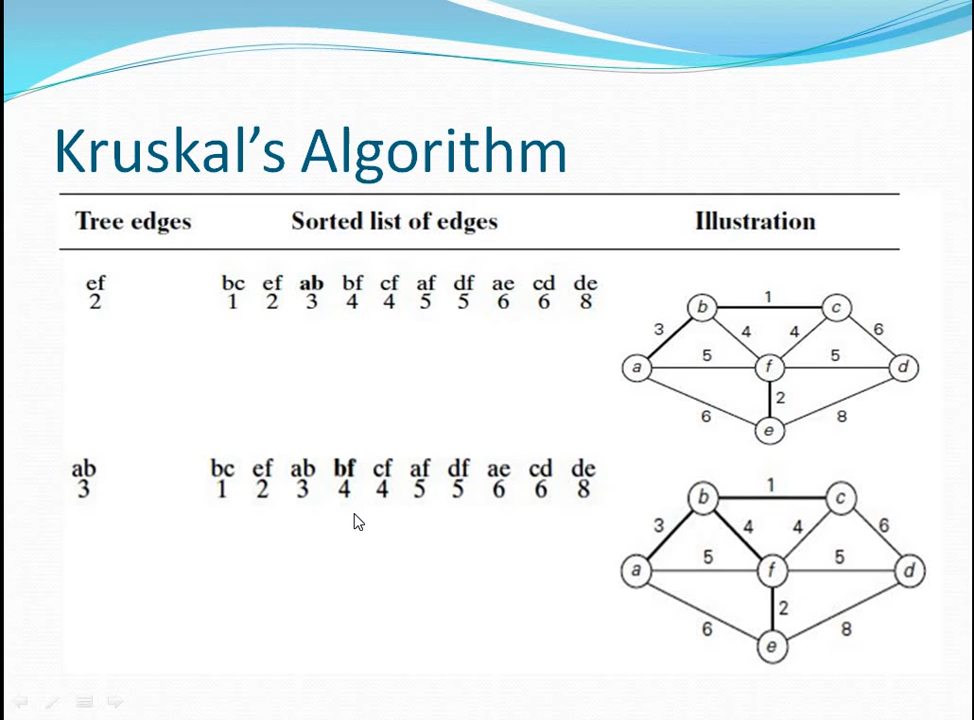 Kruskal's Algorithm
Tree edges Sorted list of edges Illustration
ef bc ef ab bf cf af df ae cd de
2 1 2 3 4 4 5 5 6 6 8
1
b c
3 4 4 6
5 5
a f d
2
6 8
e
ab bc ef ab bf cf af df ae cd de
3 1 2 3 4 4 5 5 6 6 8
1
b c
3 4 4 6
5 5
a f d
2
6 8
e